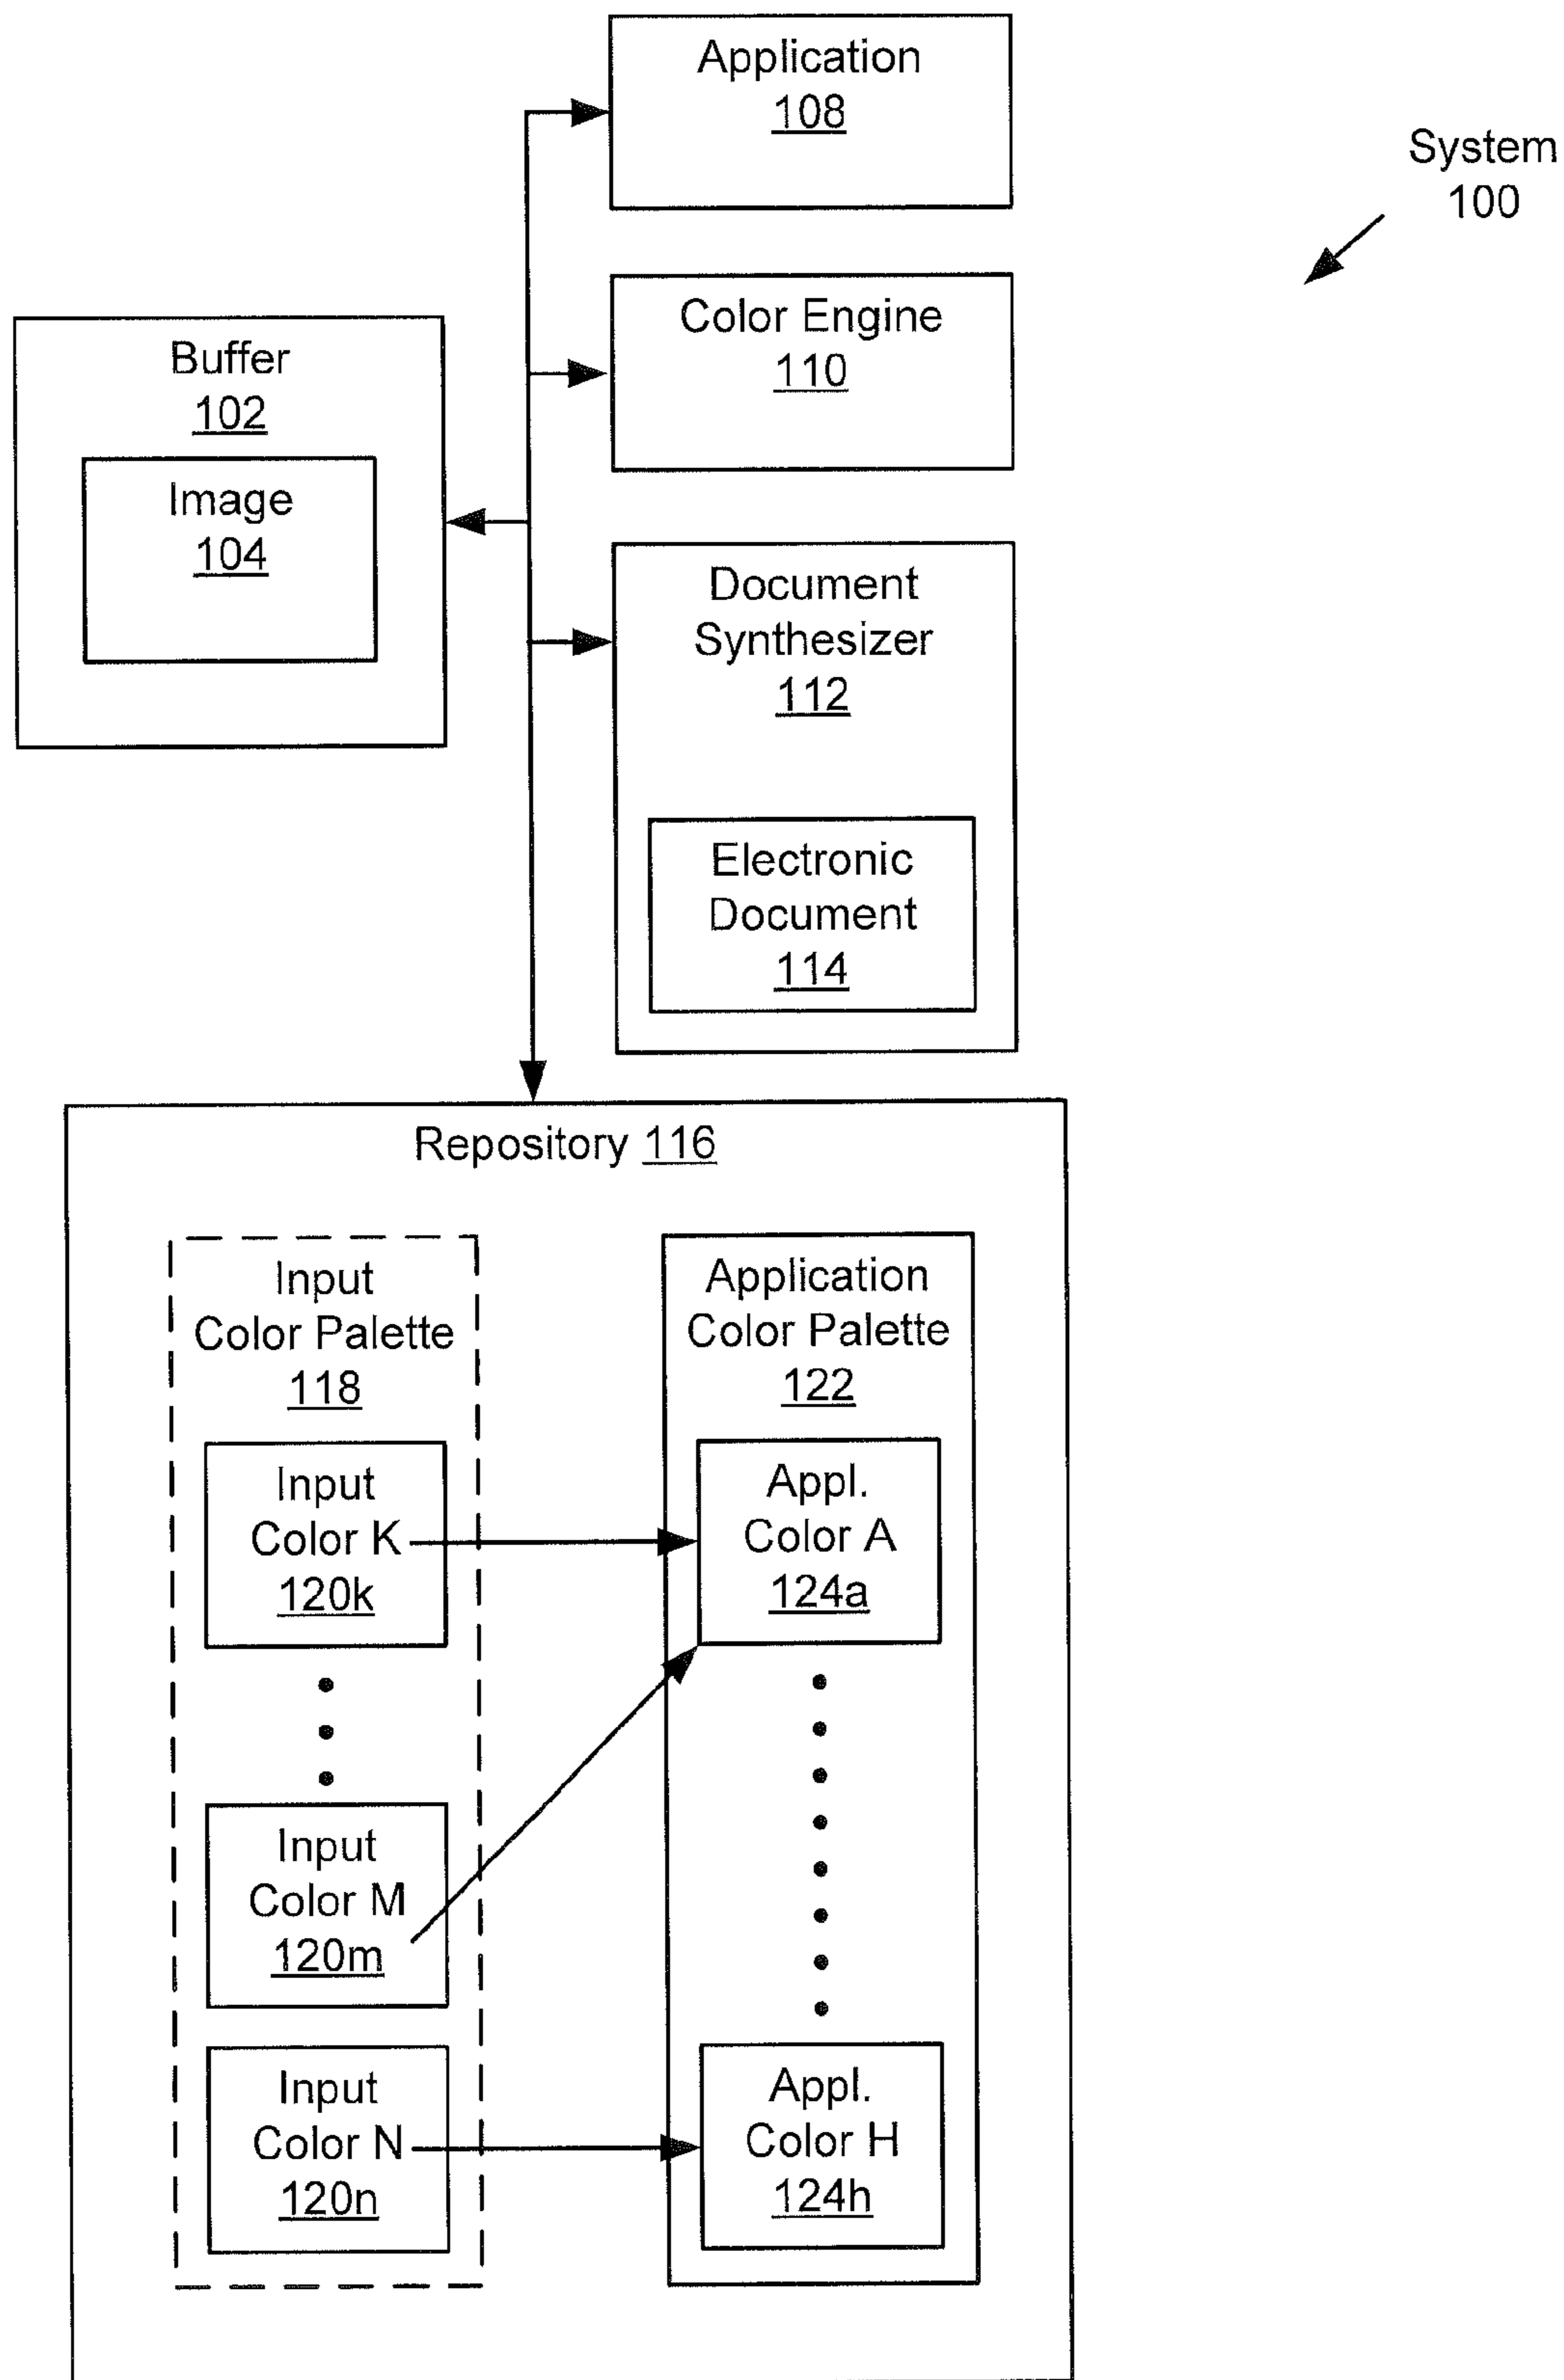 Application
108
System
100
Color Engine
110
Buffer
102
Image
104
Document
Synthesizer
112
Electronic
Document
114
Repository 116
Input
Color Palette
118
Application
Color Palette
122
Input
Color K
120k
Appl.
Color A
124a
Input
Color M
120m
Input
Color N
120n
Appl.
Color H
124h